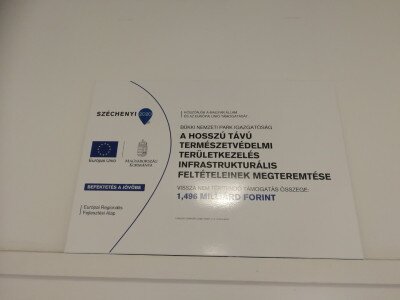 SZÉCHENYI 2020
HOZZÁJÁRUL A MAGYAR ÁLLAM
ÉS AZ EURÓPAI UNIÓ TÁMOGATÁSÁVAL
BÜKKI NEMZETI PARK IGAZGATÓSÁG
A HOSSZÚ TÁVÚ
TERMÉSZETVÉDELMI
TERÜLETKEZELÉS
INFRASTRUKTURÁLIS
FELTÉTELEINEK MEGTEREMTÉSE
VISSZA NEM TÉRÍTENDŐ TÁMOGATÁS ÖSSZEGE:
1,496 MILLIÁRD FORINT
Európai Unió
MAGYARORSZÁG
KORMÁNYA
BEFEKTETÉS A JÖVŐBE
Európai Regionális
Fejlesztési Alap